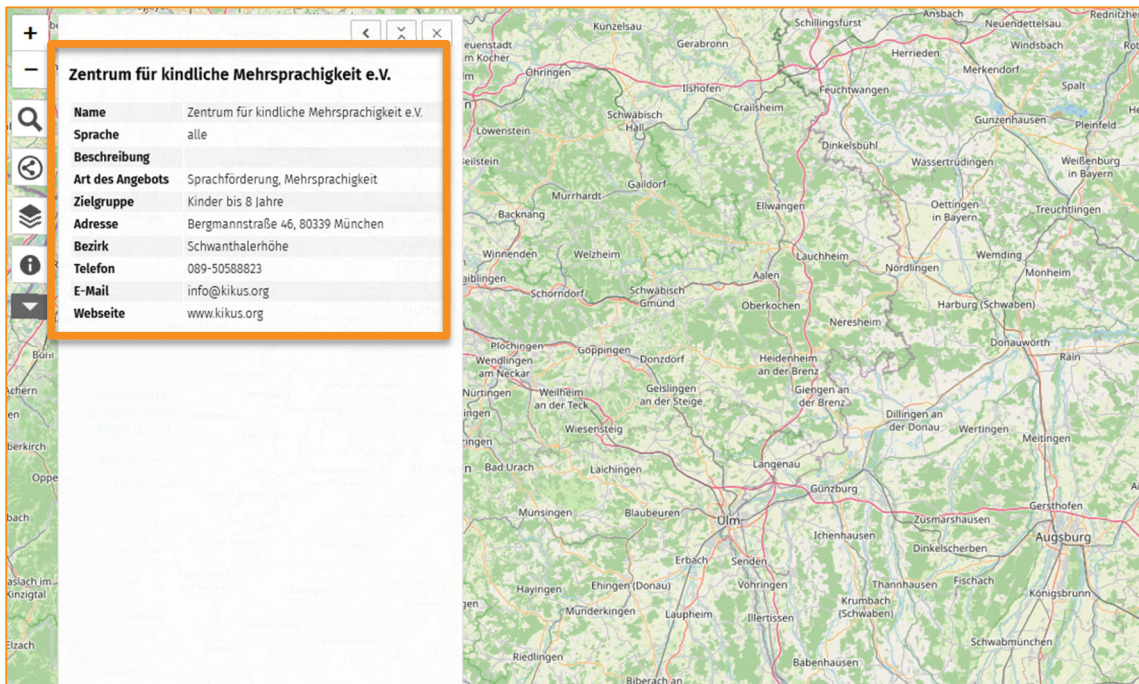 Zentrum für kindliche Mehrsprachigkeit e.V.
Name Zentrum für kindliche Mehrsprachigkeit e.V.
Sprache alle
Beschreibung
Art des Angebots Sprachförderung, Mehrsprachigkeit
Zielgruppe Kinder bis 8 Jahre
Adresse Bergmannstraße 46, 80339 München
Bezirk Schwanthalerhöhe
Telefon 089-50588823
E-Mail info@kikus.org
Webseite www.kikus.org
Künzelsau
Schillingsfürst
Ansbach
Neuendettelsau
Gerabronn
Herrieden
Windsbach
Öhringen
Merkendorf
Ilshofen
Feuchtwangen
Spalt
Crailsheim
Schwäbisch
Hall
Gunzenhausen
Pleinfeld
Löwenstein
Dinkelsbühl
Wassertrüdingen
Weißenburg
in Bayern
Gaildorf
Murrhardt
Ellwangen
Oettingen
in Bayern
Treuchtlingen
Backnang
Winnenden
Welzheim
Lauchheim
Wemding
Nördlingen
Monheim
Aalen
Schorndorf
Schwäbisch
Gmünd
Oberkochen
Harburg (Schwaben)
Neresheim
Donauwörth
Plochingen
Göppingen
Rain
Wendlingen
am Neckar
Donzdorf
Heidenheim
an der Brenz
Nürtingen
Weilheim
an der Teck
Geislingen
an der Steige
Giengen an
der Brenz
Dillingen an
der Donau
Wertingen
Meitingen
Wiesensteig
Bad Urach
Laichingen
Langenau
Günzburg
Gersthofen
Münsingen
Blaubeuren
Ulm
Zusmarshausen
Augsburg
Ichenhausen
Dinkelscherben
Erbach
Senden
Hayingen
Ehingen (Donau)
Vöhringen
Thannhausen
Fischach
Königsbrunn
Munderkingen
Laupheim
Illertissen
Krumbach
(Schwaben)
Schwabmünchen
Riedlingen
Babenhausen
Biberach an